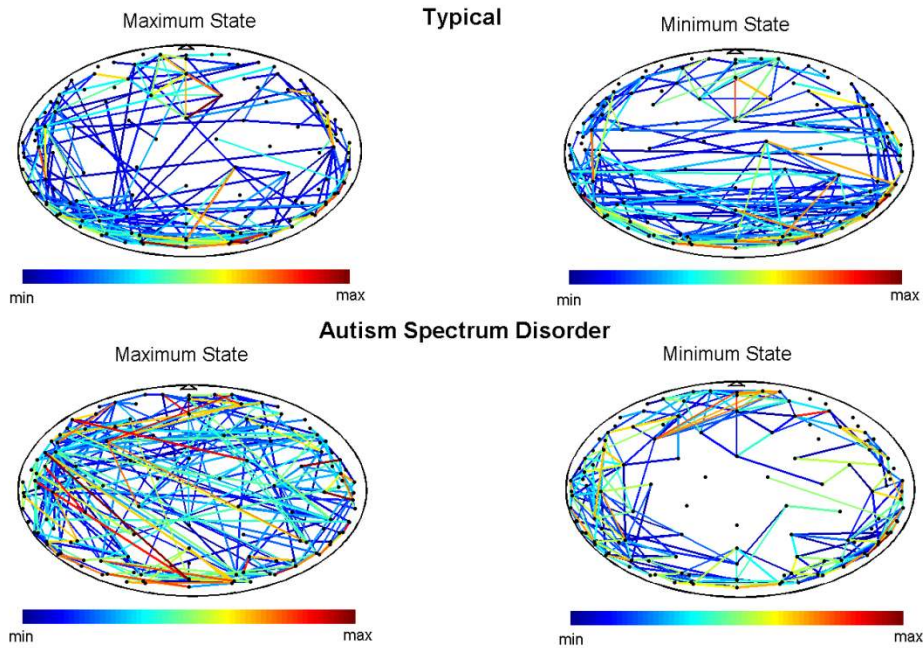 Typical
Maximum State
Minimum State
min
max
min
max
Autism Spectrum Disorder
Maximum State
Minimum State
min
max
min
max